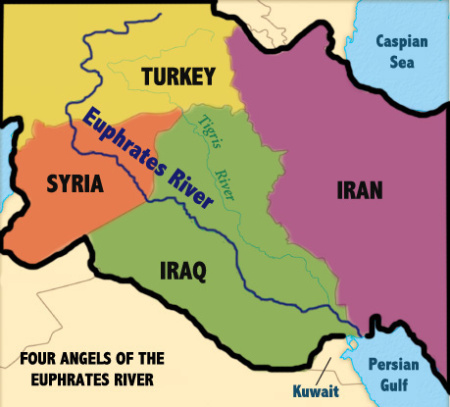 Caspian
Sea
TURKEY
Euphrates River
Tigris River
SYRIA
IRAN
IRAQ
FOUR ANGELS OF THE
EUPHRATES RIVER
Kuwait
Persian
Gulf